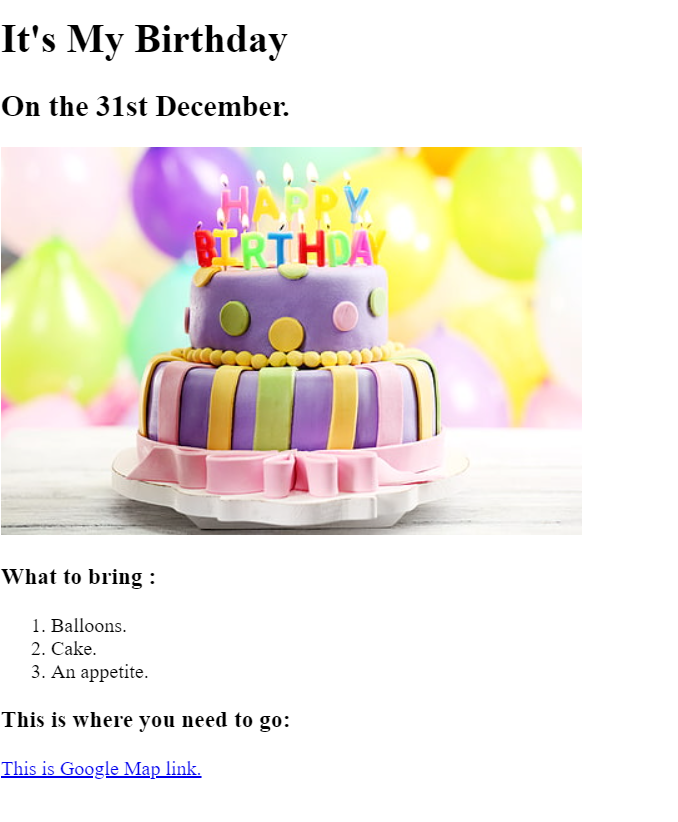 It's My Birthday
On the 31st December.
HAPPY
BIRTHDAY
What to bring :
1. Balloons.
2. Cake.
3. An appetite.
This is where you need to go:
This is Google Map link.